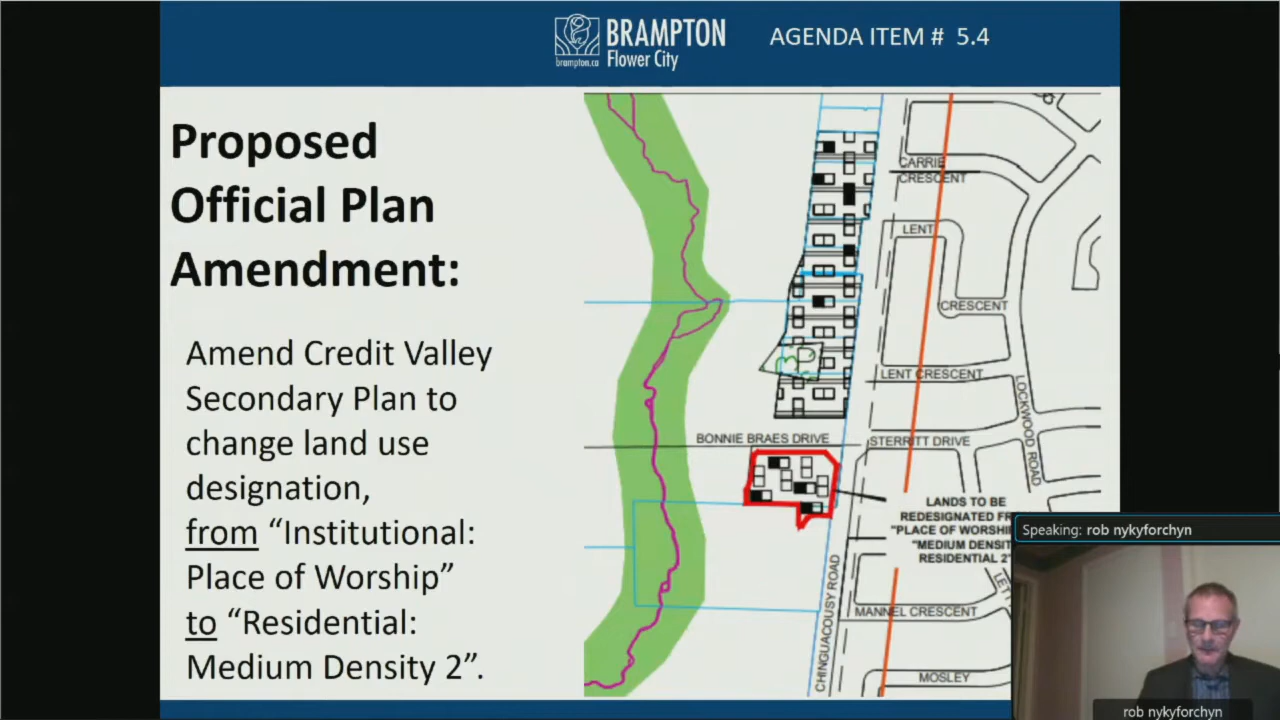 BRAMPTON
Flower City
brampton.ca
AGENDA ITEM # 5.4
Proposed
Official Plan
Amendment:
Amend Credit Valley
Secondary Plan to
change land use
designation,
from “Institutional:
Place of Worship”
to “Residential:
Medium Density 2”.
CARRIE
CRESCENT
LENT
CRESCENT
LENT CRESCENT
LOCKWOOD ROAD
BONNIE BRAES DRIVE
STERRITT DRIVE
LANDS TO BE
REDESIGNATED FR
"PLACE OF WORSHI
"MEDIUM DENSIT
RESIDENTIAL 2"
CHINGUACOUSY ROAD
MANNEL CRESCENT
MOSLEY
Speaking: rob nykyforchyn
rob nykyforchyn